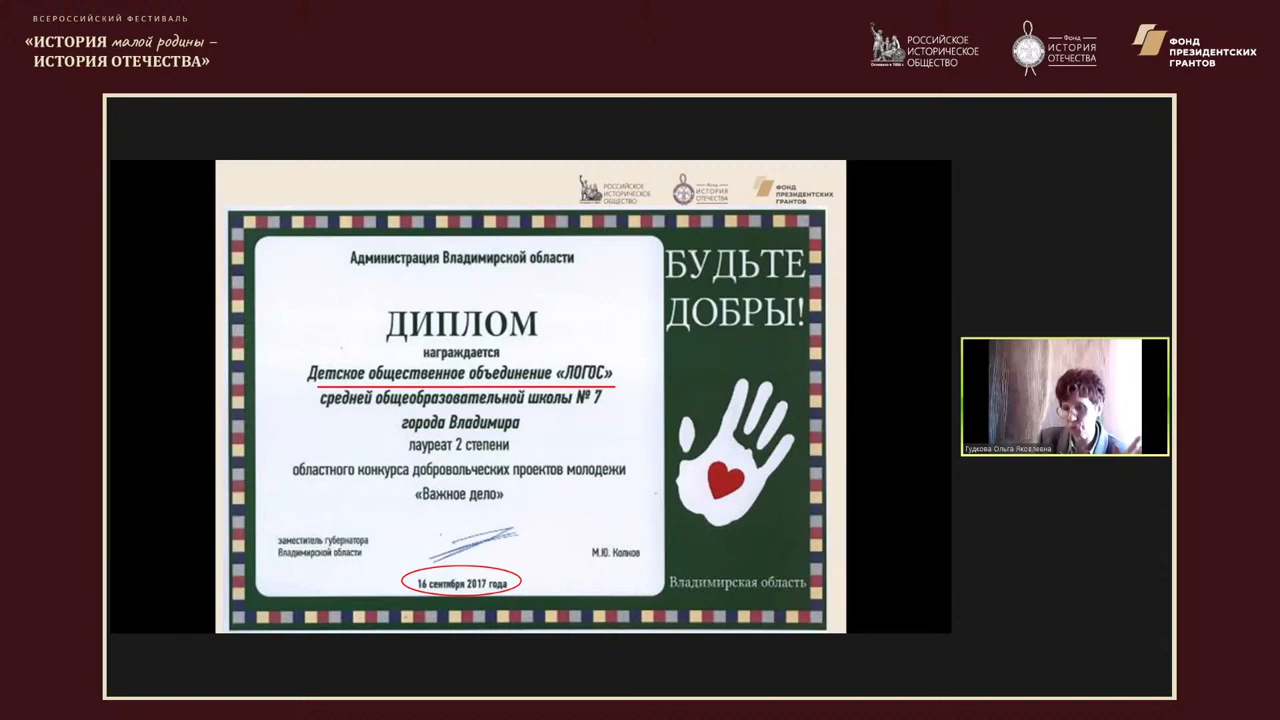 ВСЕРОССИЙСКИЙ ФЕСТИВАЛЬ
«ИСТОРИЯ малой родины –
ИСТОРИЯ ОТЕЧЕСТВА»
РОССИЙСКОЕ
ИСТОРИЧЕСКОЕ
ОБЩЕСТВО
Основано в 1866 г.
Фонд
ИСТОРИЯ
ОТЕЧЕСТВА
ФОНД
ПРЕЗИДЕНТСКИХ
ГРАНТОВ
РОССИЙСКОЕ
ИСТОРИЧЕСКОЕ
ОБЩЕСТВО
Фонд
ИСТОРИЯ
ОТЕЧЕСТВА
ФОНД
ПРЕЗИДЕНТСКИХ
ГРАНТОВ
Администрация Владимирской области
ДИПЛОМ
награждается
Детское общественное объединение «ЛОГОС»
средней общеобразовательной школы № 7
города Владимира
лауреат 2 степени
областного конкурса добровольческих проектов молодежи
«Важное дело»
заместитель губернатора
Владимирской области
М.Ю. Колков
16 сентября 2017 года
БУДЬТЕ
ДОБРЫ!
Владимирская область
Гудкова Ольга Яковлевна